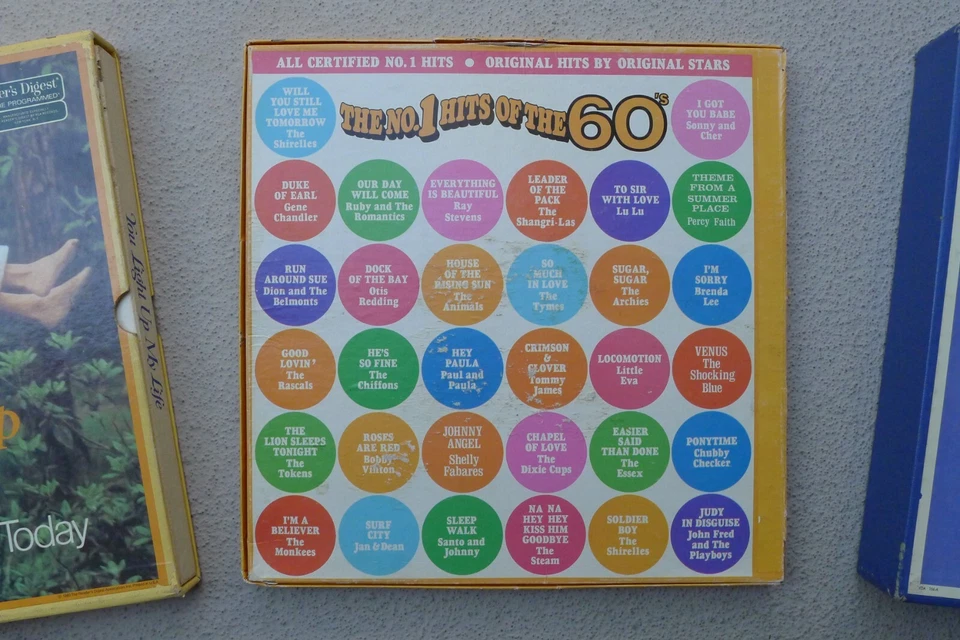 er's Digest
E PROGRAMMED
You Light Up My Life
p
Today
ALL CERTIFIED NO. 1 HITS ● ORIGINAL HITS BY ORIGINAL STARS
THE NO. 1 HITS OF THE 60'S
WILL
YOU STILL
LOVE ME
TOMORROW
The
Shirelles
I GOT
YOU BABE
Sonny and
Cher
DUKE
OF EARL
Gene
Chandler
OUR DAY
WILL COME
Ruby and The
Romantics
EVERYTHING
IS BEAUTIFUL
Ray
Stevens
LEADER
OF THE
PACK
The
Shangri-Las
TO SIR
WITH LOVE
Lu Lu
THEME
FROM A
SUMMER
PLACE
Percy Faith
RUN
AROUND SUE
Dion and The
Belmonts
DOCK
OF THE BAY
Otis
Redding
HOUSE
OF THE
RISING SUN
The
Animals
SO
MUCH
IN LOVE
The
Tymes
SUGAR,
SUGAR
The
Archies
I'M
SORRY
Brenda
Lee
GOOD
LOVIN'
The
Rascals
HE'S
SO FINE
The
Chiffons
HEY
PAULA
Paul and
Paula
CRIMSON
&
CLOVER
Tommy
James
LOCOMOTION
Little
Eva
VENUS
The
Shocking
Blue
THE
LION SLEEPS
TONIGHT
The
Tokens
ROSES
ARE RED
Bobby
Vinton
JOHNNY
ANGEL
Shelly
Fabares
CHAPEL
OF LOVE
The
Dixie Cups
EASIER
SAID
THAN DONE
The
Essex
PONYTIME
Chubby
Checker
I'M A
BELIEVER
The
Monkees
SURF
CITY
Jan & Dean
SLEEP
WALK
Santo and
Johnny
NA NA
HEY HEY
KISS HIM
GOODBYE
The
Steam
SOLDIER
BOY
The
Shirelles
JUDY
IN DISGUISE
John Fred
and The
Playboys